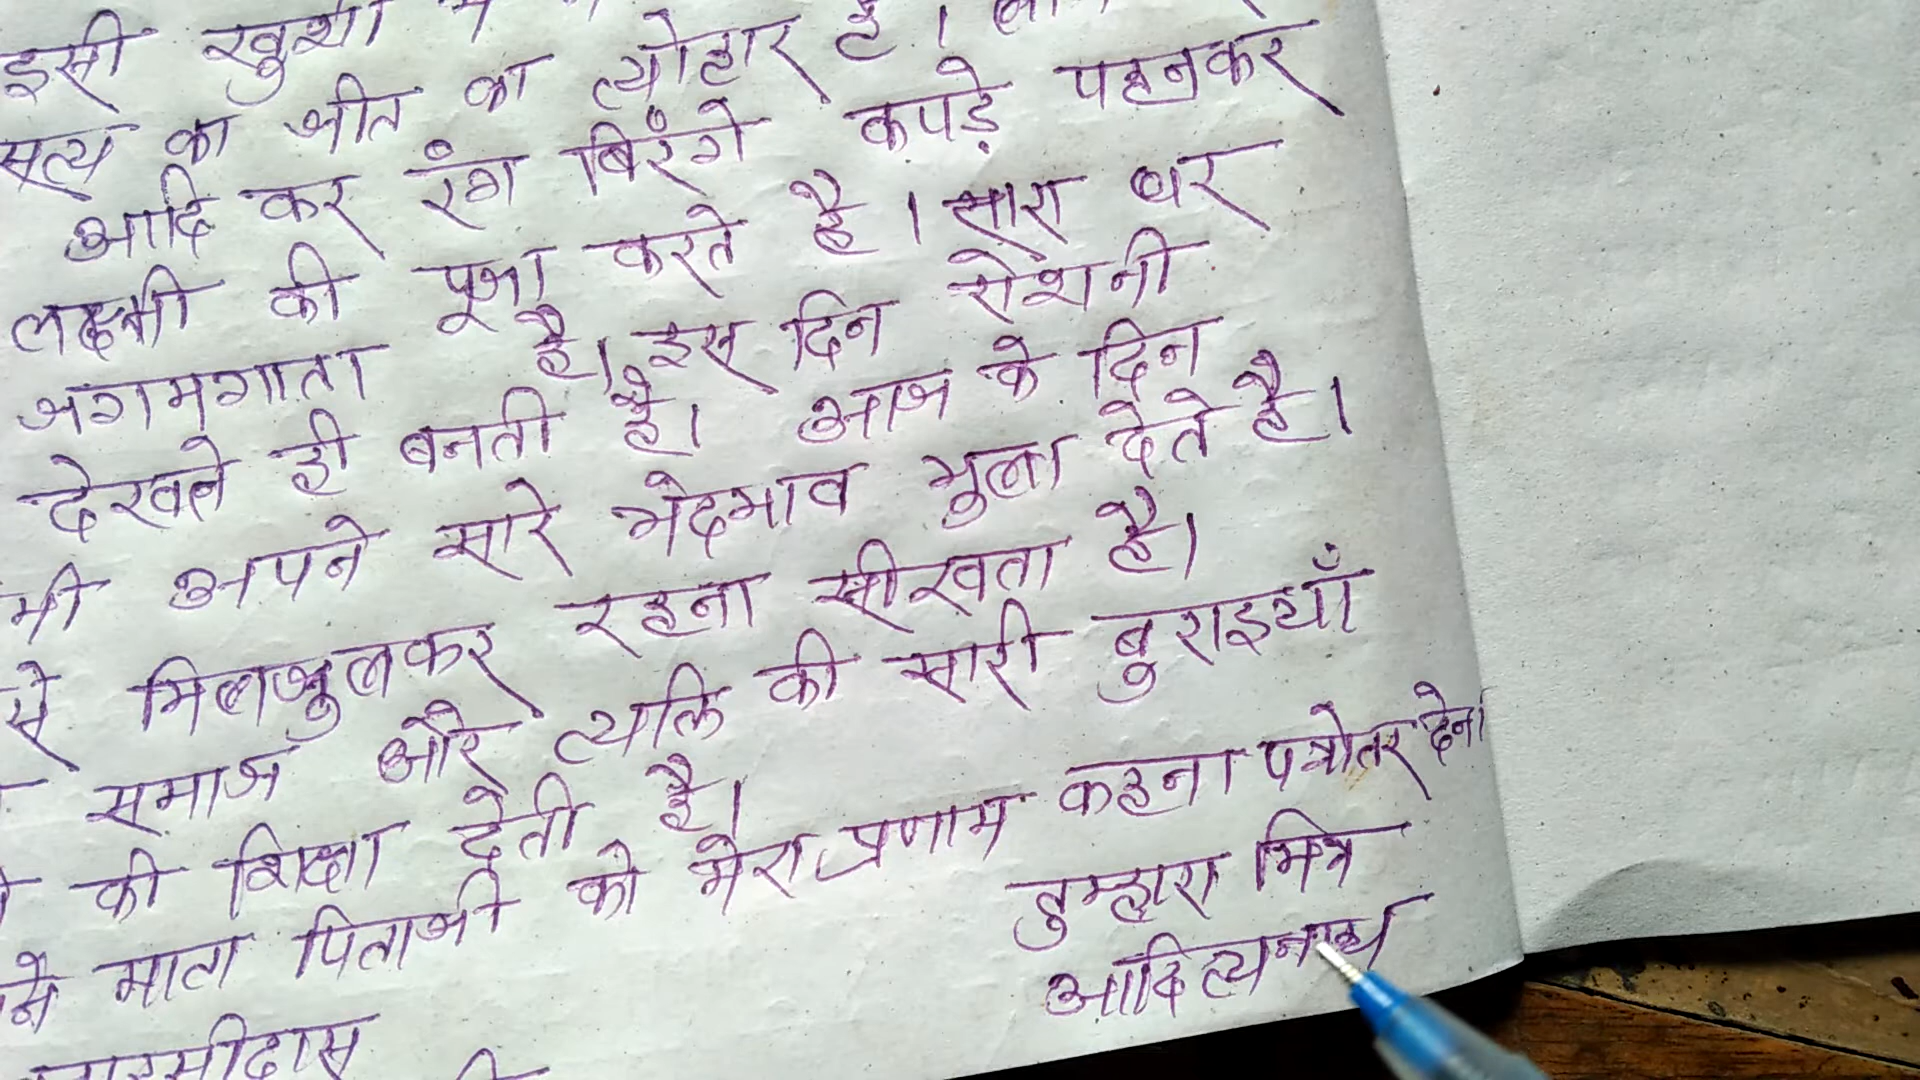 इसी खुशी में
सत्य का जीत का त्योहार है।
आदि कर रंग बिरँगे कपड़े पहनकर
लक्ष्मी की पूजा करते है। सारा घर
जगमगाता है। इस दिन रोशनी
देखते ही बनती है। आज के दिन
भी अपने सारे भेदभाव भुला देते है।
से मिलजुलकर रहना सीखता है।
समाज और त्यक्ति की सारी बुराइयाँ
की शिक्षा देती है।
माता पिताजी को मेरा प्रणाम कहना पत्रोतर देना
तुम्हारा मित्र
आदित्यनाथ